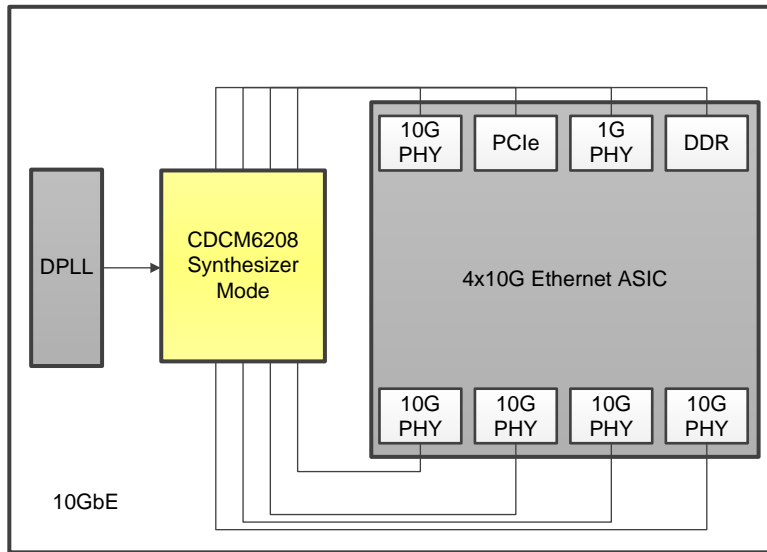 10G
PHY
PCIe
1G
PHY
DDR
DPLL
CDCM6208
Synthesizer
Mode
4x10G Ethernet ASIC
10G
PHY
10G
PHY
10G
PHY
10G
PHY
10GbE